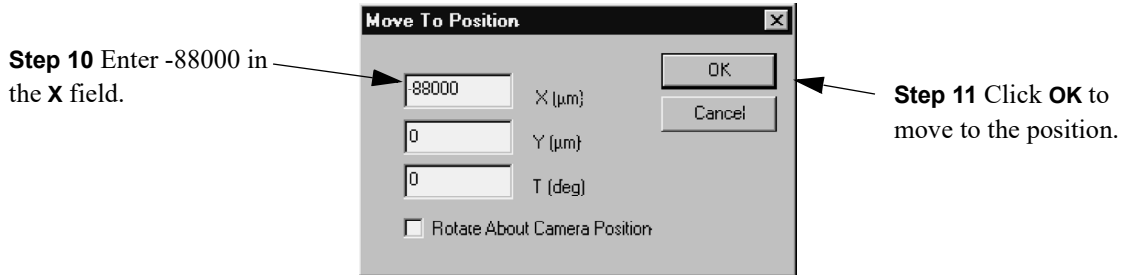 Move To Position
Step 10 Enter -88000 in
the X field.
-88000
X (µm)
OK
Cancel
Step 11 Click OK to
move to the position.
0
Y (µm)
0
T (deg)
Rotate About Camera Position